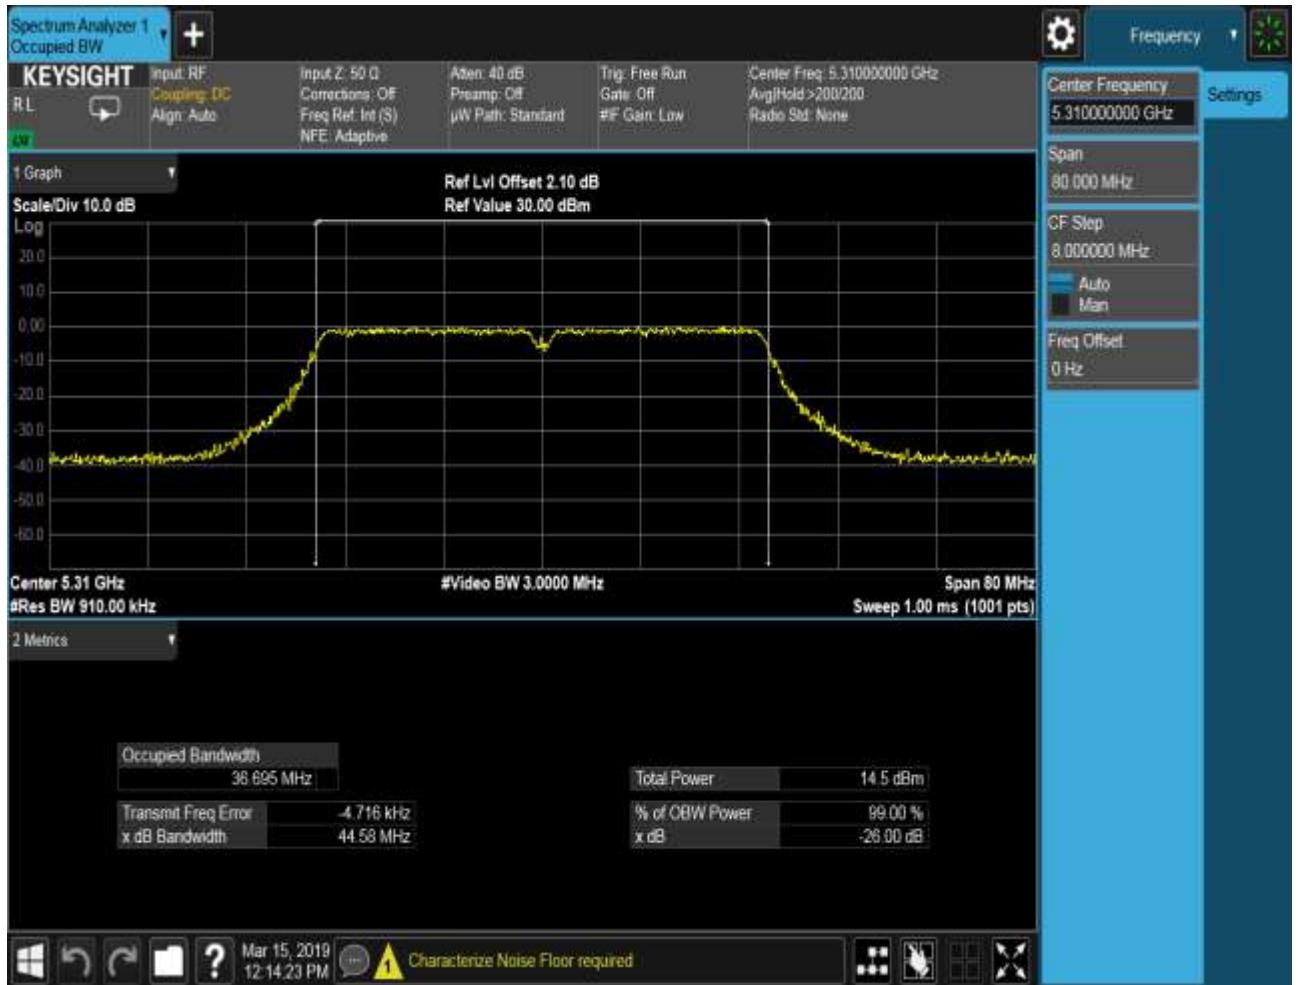 Spectrum Analyzer 1
Occupied BW
+
Frequency
KEYSIGHT
R L
Input: RF
Coupling: DC
Align: Auto
Input Z: 50 Ω
Corrections: Off
Freq Ref: Int (S)
NFE: Adaptive
Atten: 40 dB
Preamp: Off
µW Path: Standard
Trig: Free Run
Gate: Off
#IF Gain: Low
Center Freq: 5.310000000 GHz
Avg|Hold:>200/200
Radio Std: None
Center Frequency
5.310000000 GHz
Settings
Span
80.000 MHz
CF Step
8.000000 MHz
Auto
Man
Freq Offset
0 Hz
1 Graph
Scale/Div 10.0 dB
Ref Lvl Offset 2.10 dB
Ref Value 30.00 dBm
Log
20.0
10.0
0.00
-10.0
-20.0
-30.0
-40.0
-50.0
-60.0
Center 5.31 GHz
#Video BW 3.0000 MHz
Span 80 MHz
#Res BW 910.00 kHz
Sweep 1.00 ms (1001 pts)
2 Metrics
Occupied Bandwidth
36.695 MHz
Total Power 14.5 dBm
Transmit Freq Error -4.716 kHz
% of OBW Power 99.00 %
x dB Bandwidth 44.58 MHz
x dB -26.00 dB
?
Mar 15, 2019
12:14:23 PM
1
Characterize Noise Floor required